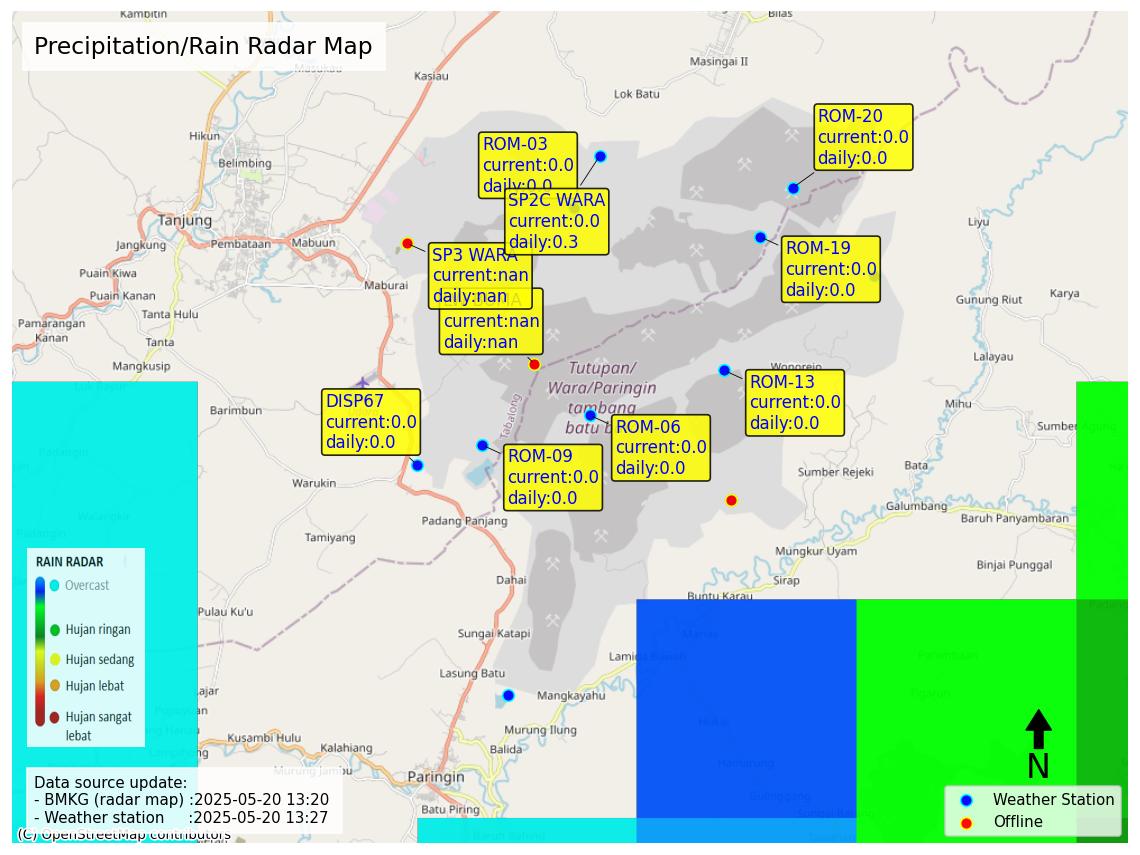 Kambitin
Bilas
Precipitation/Rain Radar Map
Masukau
Kasiau
Masingai II
Lok Batu
Hikun
Belimbing
ROM-03
current:0.0
daily:0.0
ROM-20
current:0.0
daily:0.0
SP2C WARA
current:0.0
daily:0.3
Tanjung
Jangkung
Pembataan
Mabuun
Liyu
SP3 WARA
current:nan
daily:nan
ROM-19
current:0.0
daily:0.0
Puain Kiwa
Maburai
Puain Kanan
Tanta Hulu
Gunung Riut
Karya
current:nan
daily:nan
Pamarangan
Kanan
Tanta
Mangkusip
Lalayau
Wonorejo
Tutupan/
Wara/Paringin
tambang
batu b
Tabalong
ROM-13
current:0.0
daily:0.0
DISP67
current:0.0
daily:0.0
Barimbun
Mihu
ROM-06
current:0.0
daily:0.0
Sumber Agung
ROM-09
current:0.0
daily:0.0
Padangin
Warukin
Sumber Rejeki
Bata
Galumbang
Baruh Panyambaran
Padang Panjang
Tamiyang
Mungkur Uyam
Binjai Punggal
RAIN RADAR
Overcast
Hujan ringan
Hujan sedang
Hujan lebat
Hujan sangat
lebat
Dahai
Sirap
Buntu Karau
Pulau Ku'u
Sungai Katapi
Lasung Batu
Mangkayahu
Murung Ilung
Kusambi Hulu
Kalahiang
Balida
Murung Jambu
Paringin
Batu Piring
Hamarung
N
Data source update:
- BMKG (radar map) :2025-05-20 13:20
- Weather station :2025-05-20 13:27
(C) OpenStreetMap contributors
Weather Station
Offline